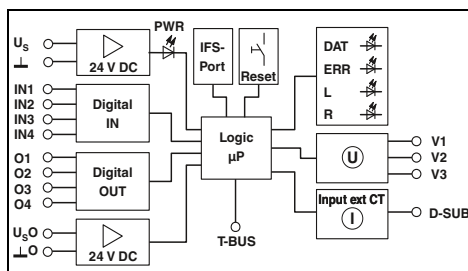 PWR
US
24 V DC
IFS-
Port
Reset
DAT
ERR
L
R
IN1
IN2
IN3
IN4
Digital
IN
Logic
µP
U
V1
V2
V3
O1
O2
O3
O4
Digital
OUT
Input ext CT
I
D-SUB
USO
O
24 V DC
T-BUS